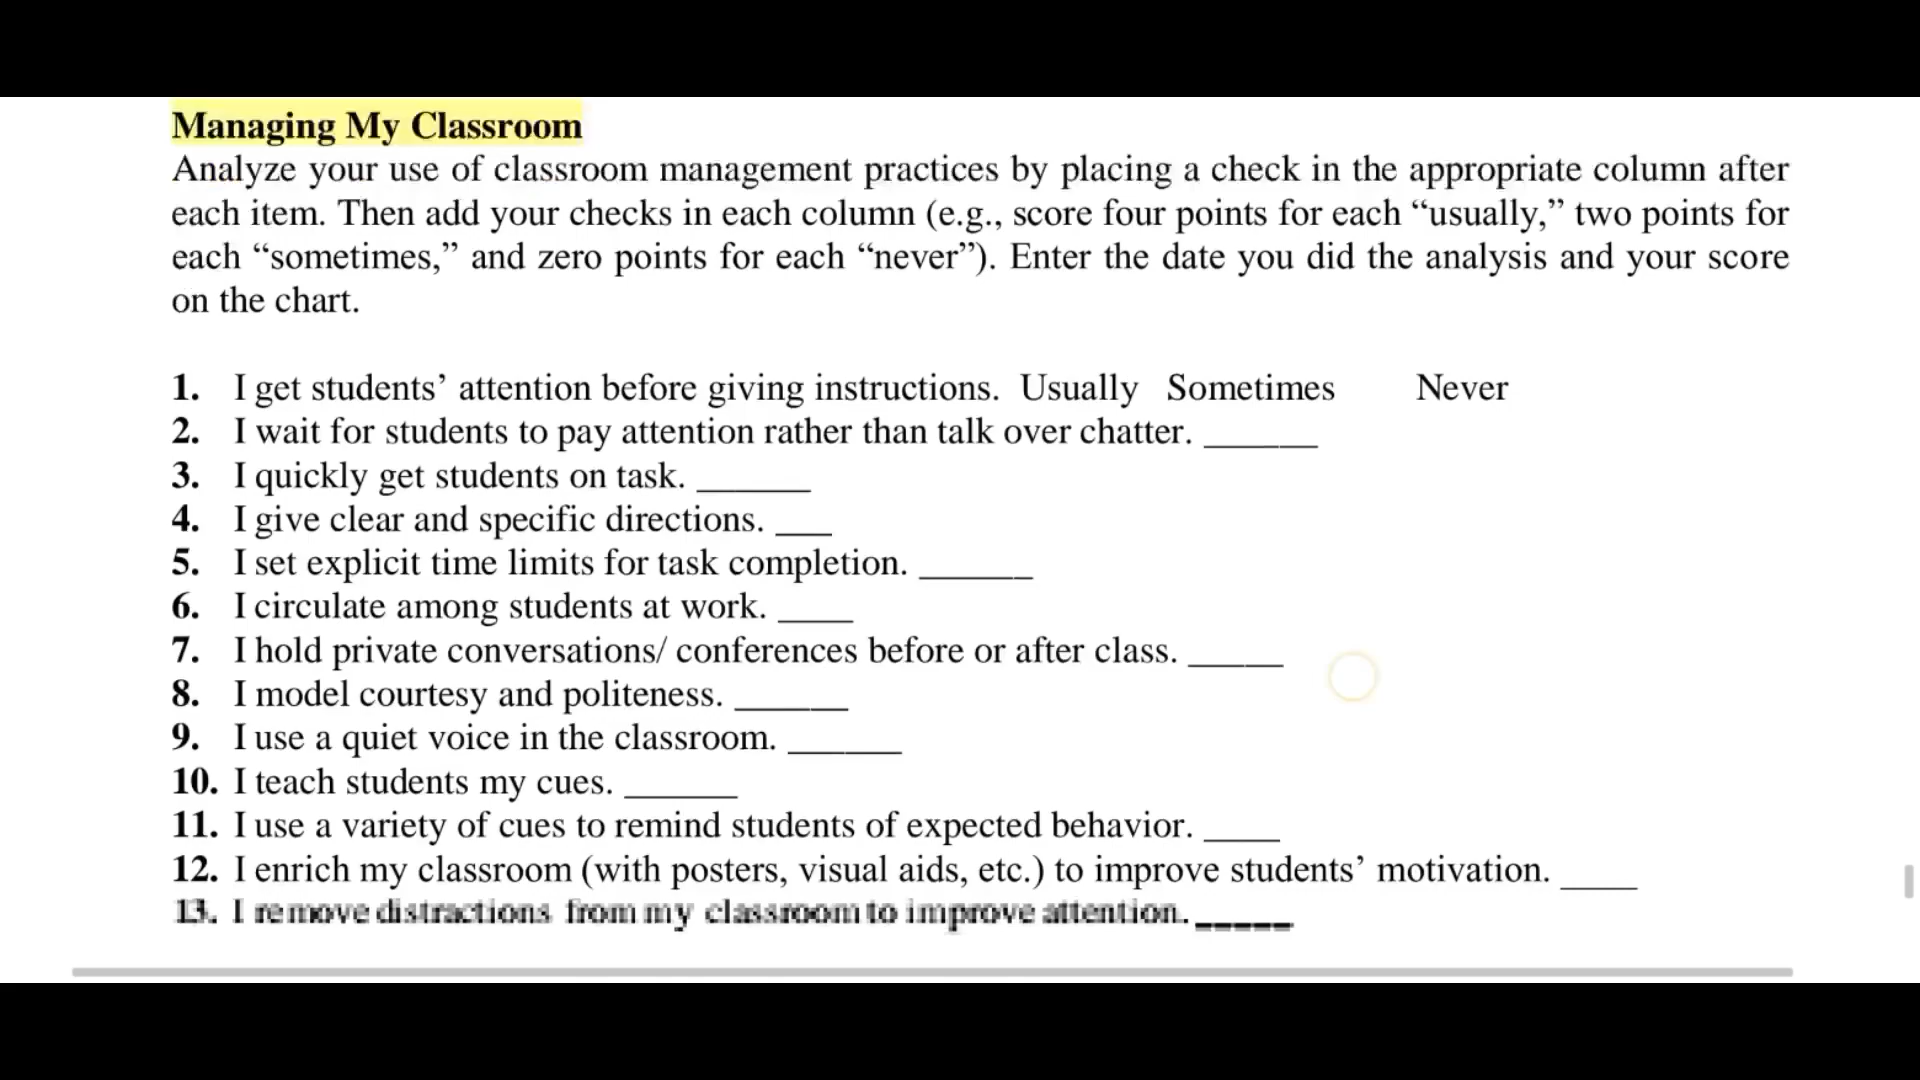 Managing My Classroom
Analyze your use of classroom management practices by placing a check in the appropriate column after
each item. Then add your checks in each column (e.g., score four points for each “usually,” two points for
each “sometimes,” and zero points for each “never”). Enter the date you did the analysis and your score
on the chart.
1. I get students’ attention before giving instructions. Usually Sometimes Never
2. I wait for students to pay attention rather than talk over chatter. ______
3. I quickly get students on task. ______
4. I give clear and specific directions. ___
5. I set explicit time limits for task completion. ______
6. I circulate among students at work. ____
7. I hold private conversations/ conferences before or after class. _____
8. I model courtesy and politeness. ______
9. I use a quiet voice in the classroom. ______
10. I teach students my cues. ______
11. I use a variety of cues to remind students of expected behavior. ____
12. I enrich my classroom (with posters, visual aids, etc.) to improve students’ motivation. ____
13. I remove distractions from my classroom to improve attention. _____